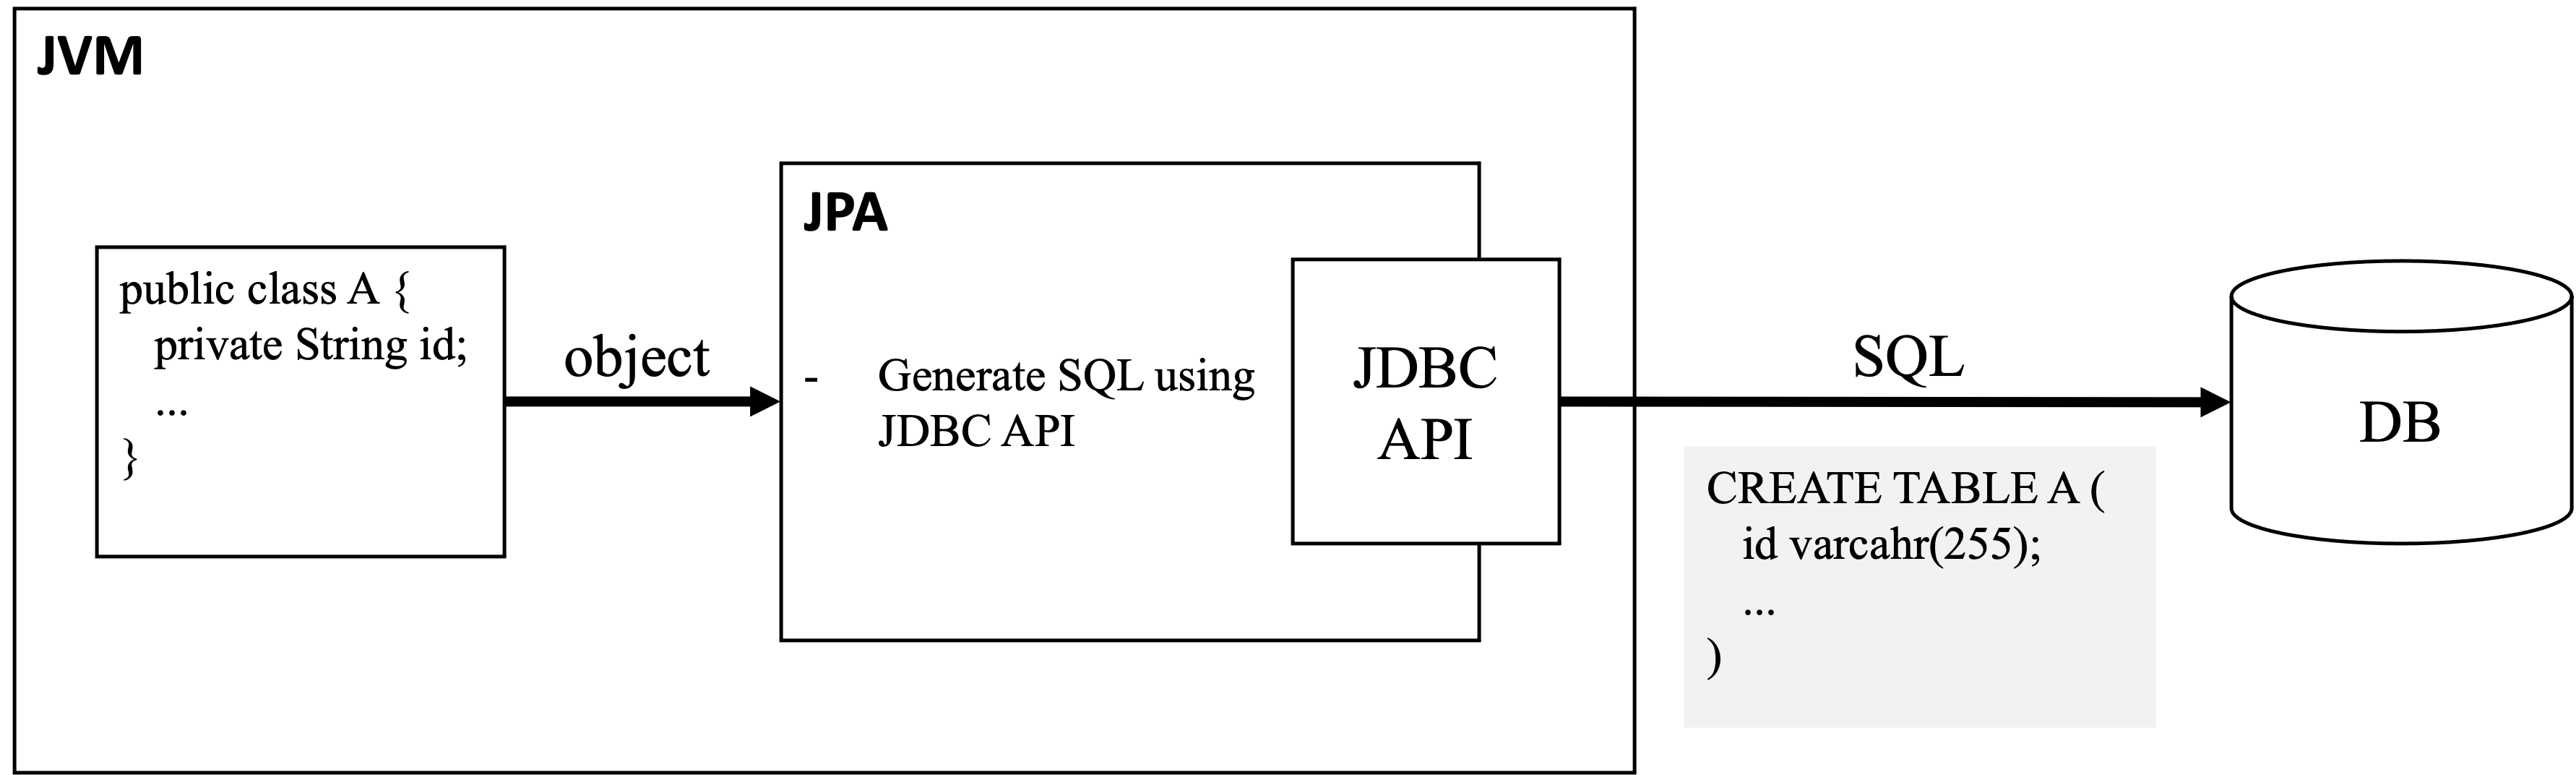 JVM
public class A {
private String id;
...
}
object
JPA
- Generate SQL using
JDBC API
JDBC
API
SQL
CREATE TABLE A (
id varcahr(255);
...
)
DB